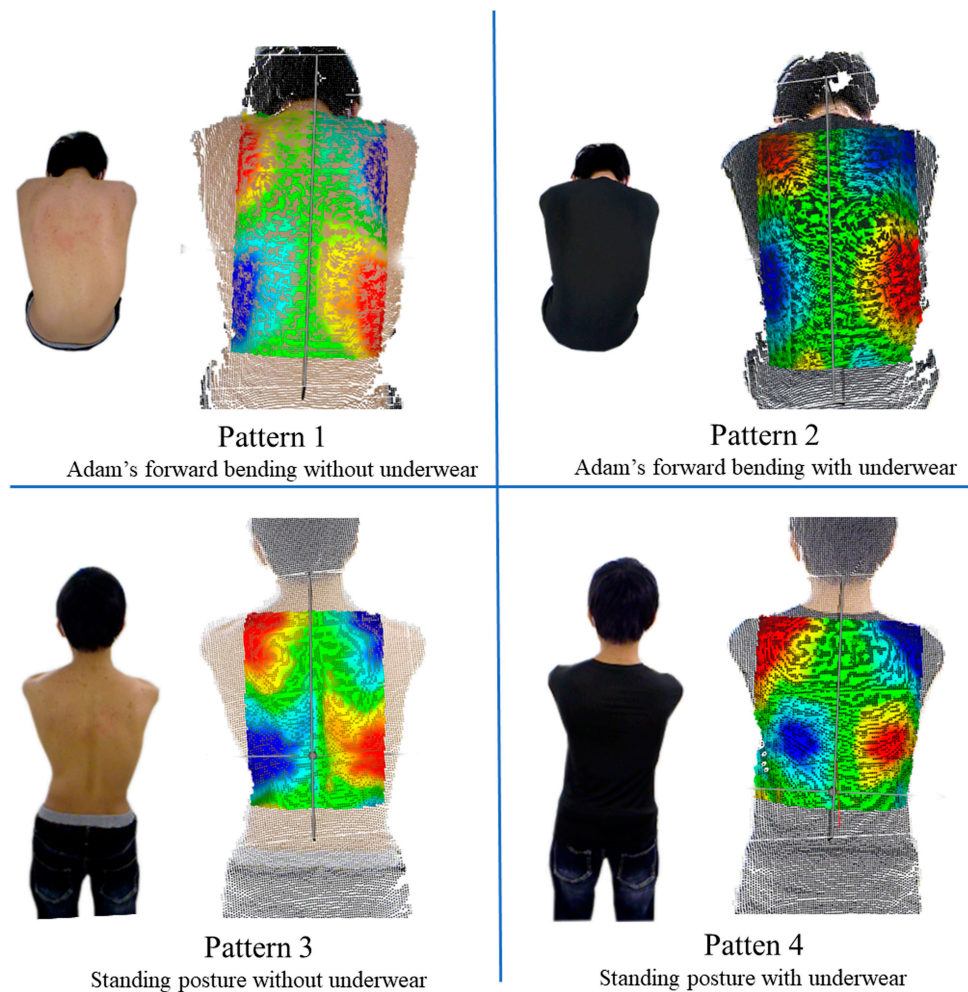 Pattern 1
Adam's forward bending without underwear
Pattern 2
Adam's forward bending with underwear
Pattern 3
Standing posture without underwear
Patten 4
Standing posture with underwear